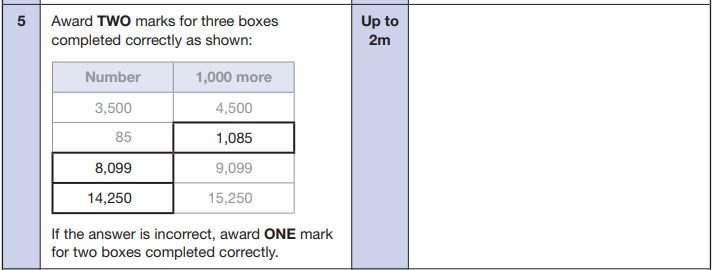 5 Award TWO marks for three boxes Up to
completed correctly as shown: 2m
Number 1,000 more
3,500 4,500
85 1,085
8,099 9,099
14,250 15,250
If the answer is incorrect, award ONE mark
for two boxes completed correctly.